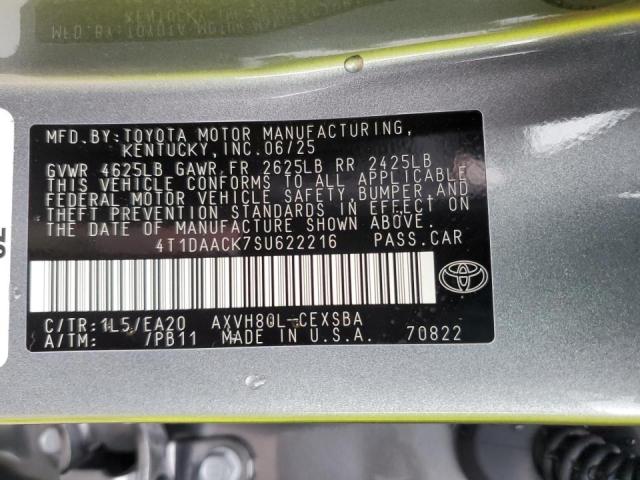 MFD.BY:TOYOTA MOTOR MANUFACTURING,
KENTUCKY, INC.06/25
GVWR 4625LB GAWR FR 2625LB RR 2425LB
THIS VEHICLE CONFORMS TO ALL APPLICABLE
FEDERAL MOTOR VEHICLE SAFETY,BUMPER AND
THEFT PREVENTION STANDARDS IN EFFECT ON
THE DATE OF MANUFACTURE SHOWN ABOVE.
4T1DAACK7SU622216 PASS.CAR
TOYOTA
C/TR:1L5/EA20 AXVH80L-CEXSBA
A/TM: /PB11 MADE IN U.S.A. 70822